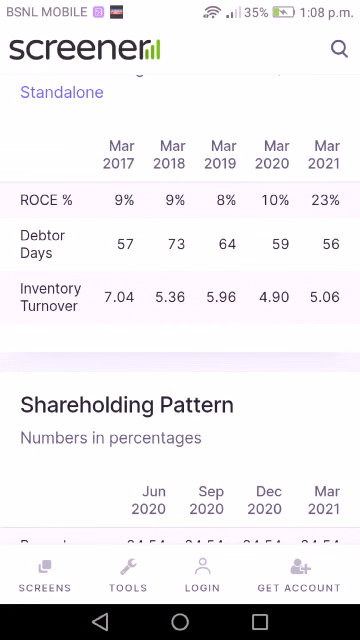 BSNL MOBILE 35% 1:08 p.m.
screener
Standalone
Mar 2017 Mar 2018 Mar 2019 Mar 2020 Mar 2021
ROCE % 9% 9% 8% 10% 23%
Debtor Days 57 73 64 59 56
Inventory Turnover 7.04 5.36 5.96 4.90 5.06
Shareholding Pattern
Numbers in percentages
Jun 2020 Sep 2020 Dec 2020 Mar 2021
SCREENS TOOLS LOGIN GET ACCOUNT